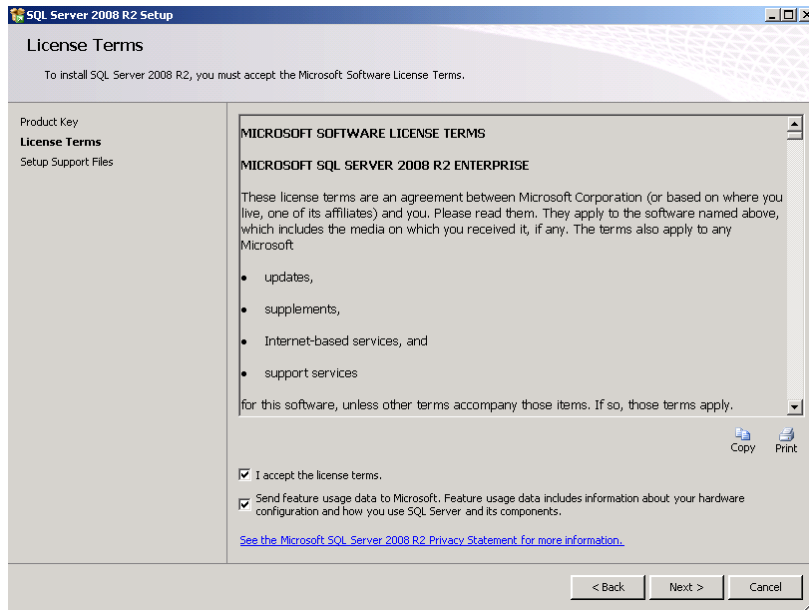 SQL Server 2008 R2 Setup
License Terms
To install SQL Server 2008 R2, you must accept the Microsoft Software License Terms.
Product Key
License Terms
Setup Support Files
MICROSOFT SOFTWARE LICENSE TERMS
MICROSOFT SQL SERVER 2008 R2 ENTERPRISE
These license terms are an agreement between Microsoft Corporation (or based on where you
live, one of its affiliates) and you. Please read them. They apply to the software named above,
which includes the media on which you received it, if any. The terms also apply to any
Microsoft
• updates,
• supplements,
• Internet-based services, and
• support services
for this software, unless other terms accompany those items. If so, those terms apply.
Copy Print
I accept the license terms.
Send feature usage data to Microsoft. Feature usage data includes information about your hardware
configuration and how you use SQL Server and its components.
See the Microsoft SQL Server 2008 R2 Privacy Statement for more information.
< Back Next > Cancel